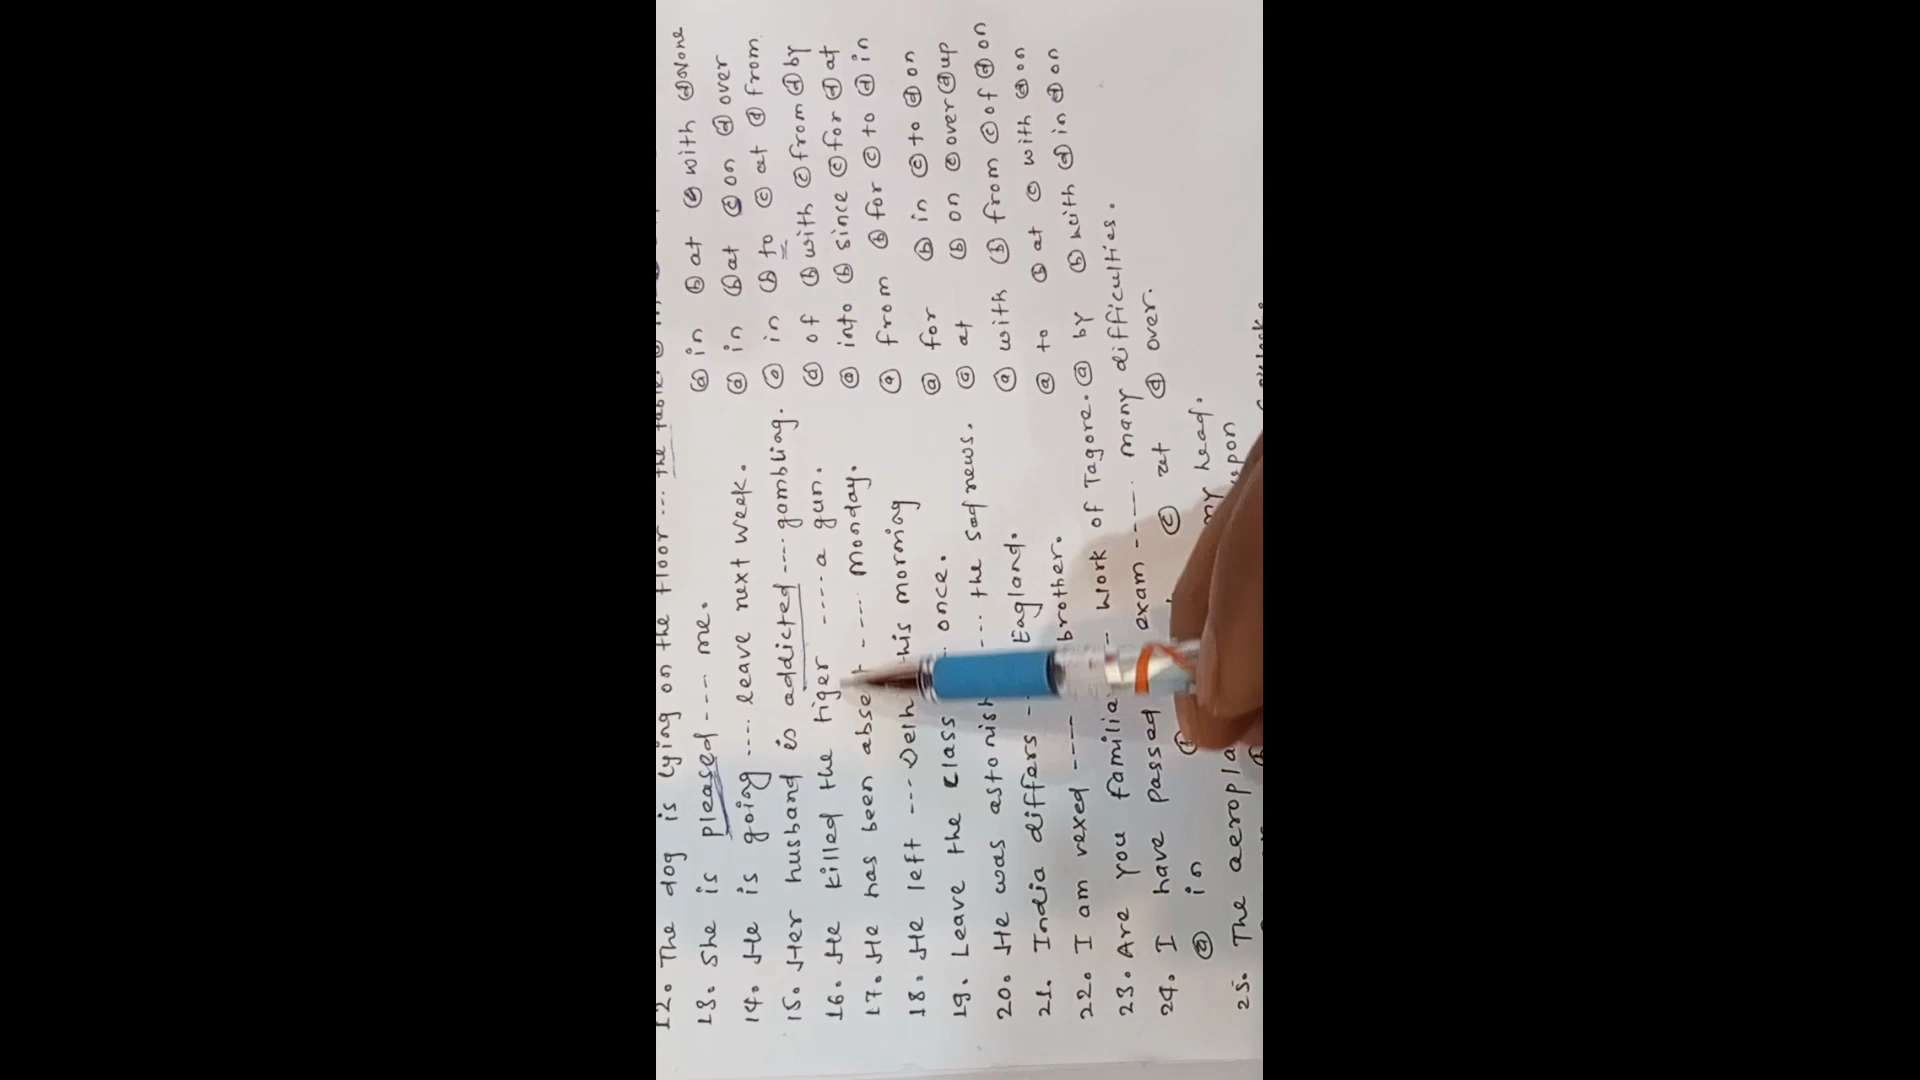 12. The dog is lying on the floor ... the table.
13. She is pleased ---- me. ⓐ in ⓑ at ⓒ with ⓓ None
14. He is going .... leave next week. ⓐ in ⓑ at ⓒ on ⓓ over
15. Her husband is addicted .... gambling. ⓐ in ⓑ to ⓒ at ⓓ from
16. He killed the tiger ----- a gun. ⓐ of ⓑ with ⓒ from ⓓ by
17. He has been abse - ---- Monday. ⓐ into ⓑ since ⓒ for ⓓ at
18. He left ---- Delh his morning ⓐ from ⓑ for ⓒ to ⓓ in
19. Leave the class .. once. ⓐ for ⓑ in ⓒ to ⓓ on
20. He was astonish --- the sad news. ⓐ at ⓑ on ⓒ over ⓓ up
21. India differs -- England. ⓐ with ⓑ from ⓒ of ⓓ on
22. I am vexed ---- brother. ⓐ to ⓑ at ⓒ with ⓓ on
23. Are you familia - work of Tagore. ⓐ by ⓑ with ⓓ in ⓓ on
24. I have passed exam ----- many difficulties.
ⓐ in ⓑ ⓒ at ⓓ over.
25. The aeropla my head.
upon